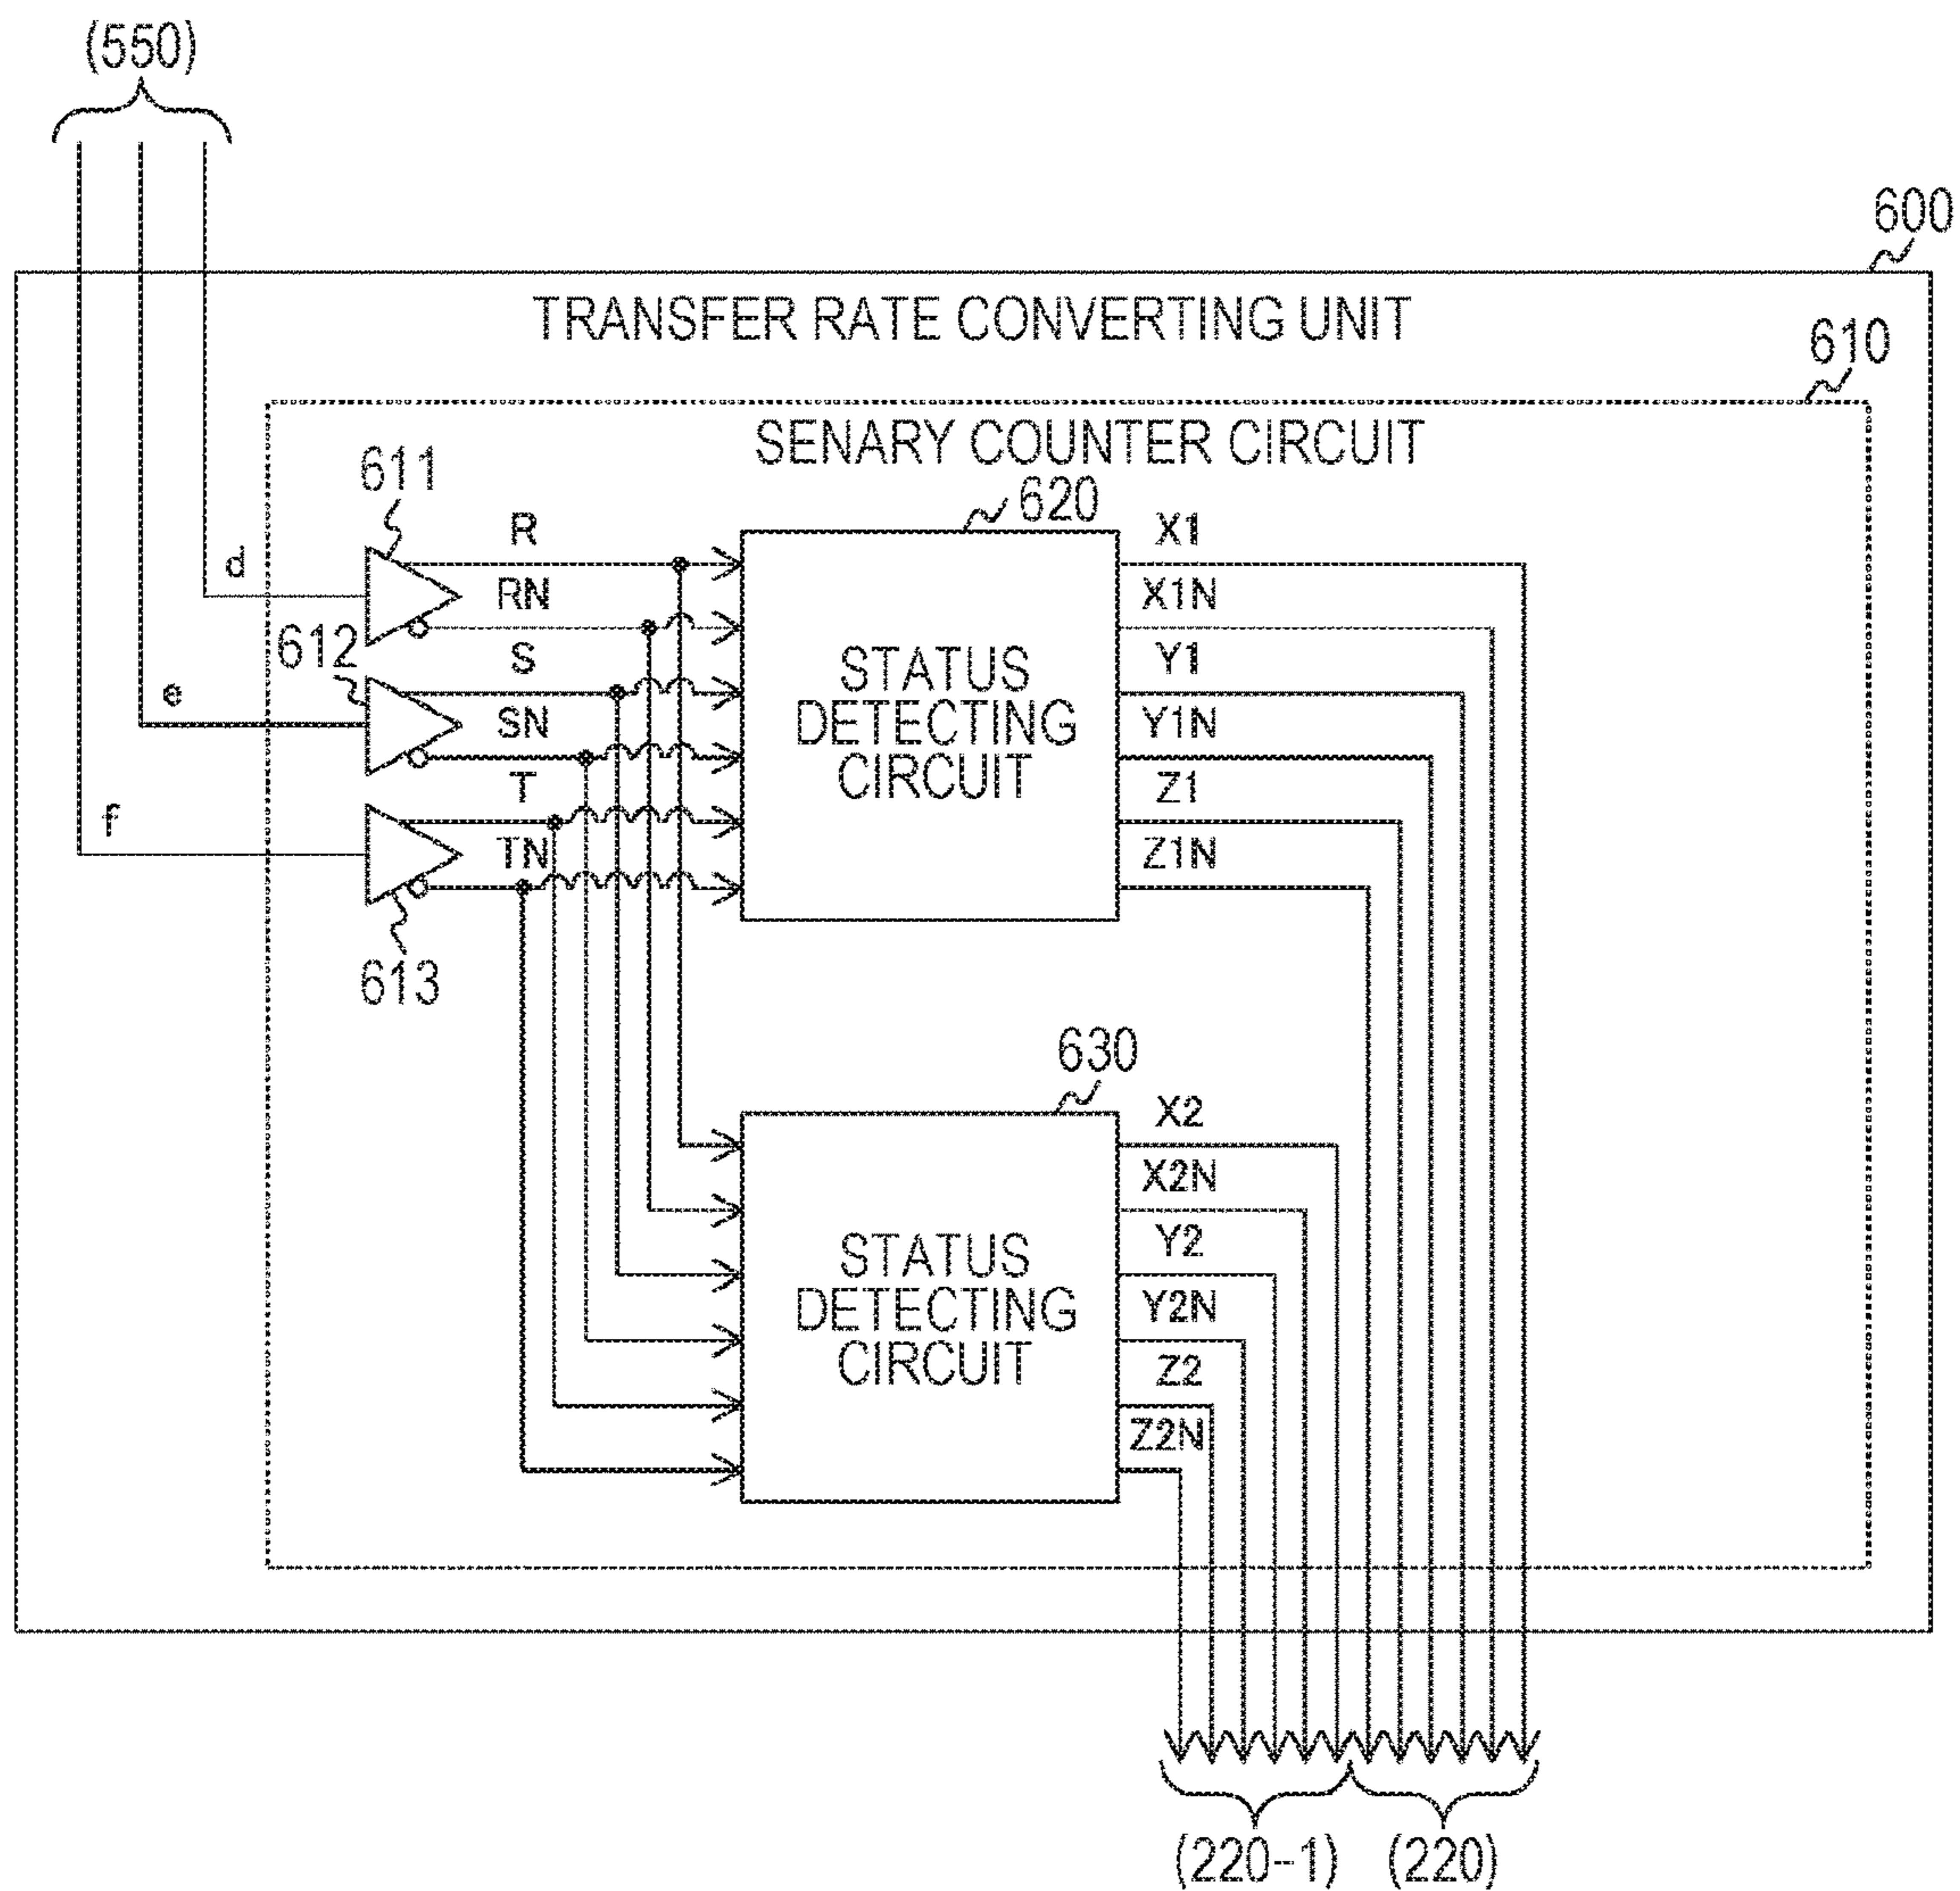 (550)
600
TRANSFER RATE CONVERTING UNIT
610
SENARY COUNTER CIRCUIT
611
620
R
X1
d
RN
X1N
612
S
STATUS
DETECTING
CIRCUIT
Y1
e
SN
Y1N
T
Z1
f
TN
Z1N
613
630
X2
X2N
STATUS
DETECTING
CIRCUIT
Y2
Y2N
Z2
Z2N
(220-1)
(220)